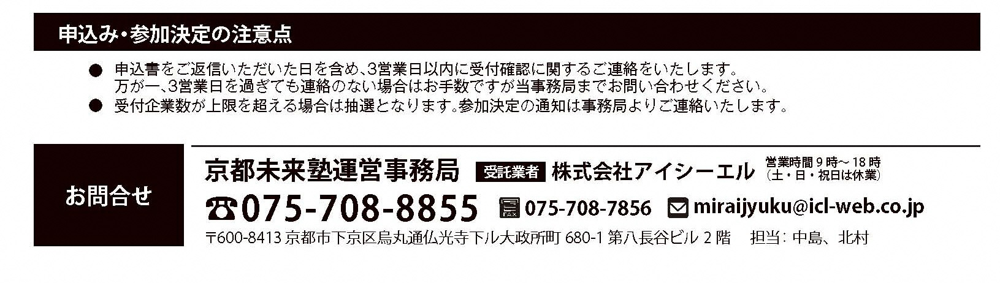 申込み・参加決定の注意点
● 申込書をご返信いただいた日を含め、3営業日以内に受付確認に関するご連絡をいたします。
万が一、3営業日を過ぎても連絡のない場合はお手数ですが当事務局までお問い合わせください。
● 受付企業数が上限を超える場合は抽選となります。参加決定の通知は事務局よりご連絡いたします。
お問合せ
京都未来塾運営事務局 受託業者 株式会社アイシーエル 営業時間 9 時〜 18 時
（土・日・祝日は休業）
☎075-708-8855 FAX 075-708-7856 miraijyuku@icl-web.co.jp
〒600-8413 京都市下京区烏丸通仏光寺下ル大政所町 680-1 第八長谷ビル 2 階 担当：中島、北村